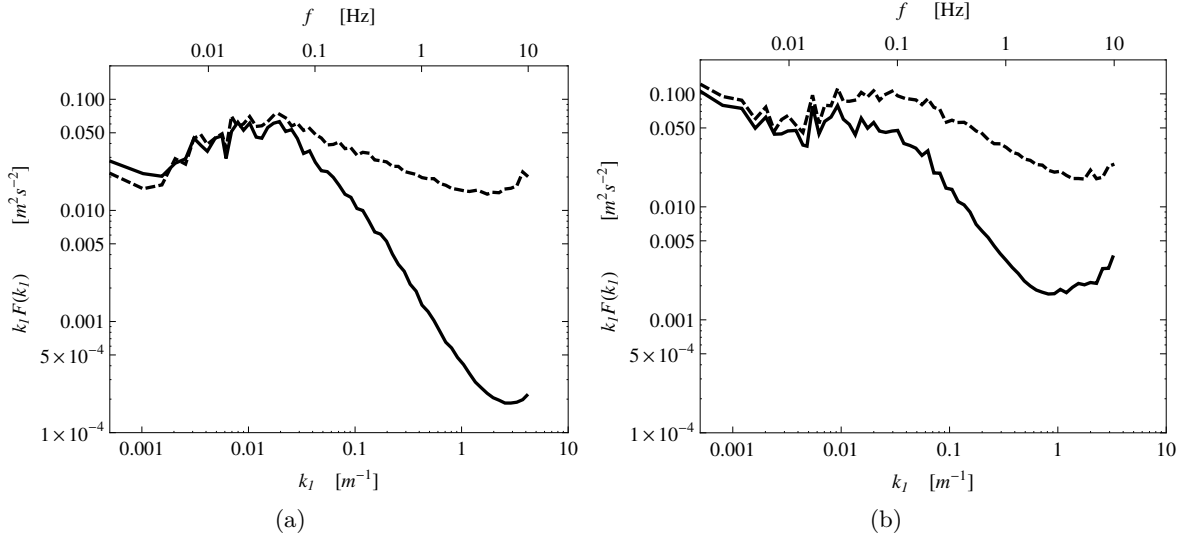 f [Hz]
0.01 0.1 1 10
0.100
0.050
0.010
0.005
0.001
5 × 10⁻⁴
1 × 10⁻⁴
k₁F(k₁) [m²s⁻²]
0.001 0.01 0.1 1 10
k₁ [m⁻¹]
(a)
f [Hz]
0.01 0.1 1 10
0.100
0.050
0.010
0.005
0.001
5 × 10⁻⁴
1 × 10⁻⁴
k₁F(k₁) [m²s⁻²]
0.001 0.01 0.1 1 10
k₁ [m⁻¹]
(b)